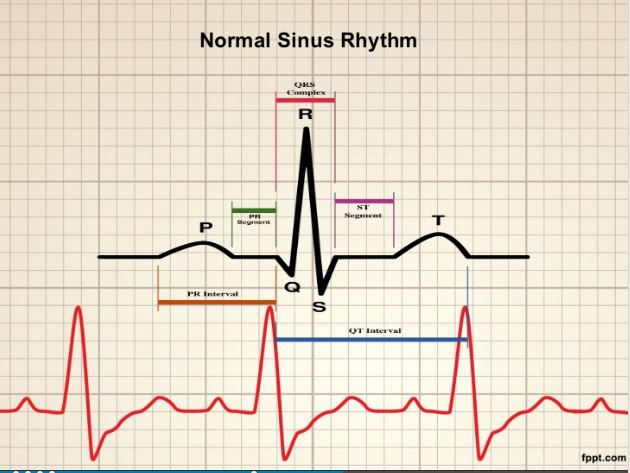 Normal Sinus Rhythm
QRS
Complex
R
PR
Segment
ST
Segment
P
T
Q
S
PR Interval
QT Interval
fppt.com